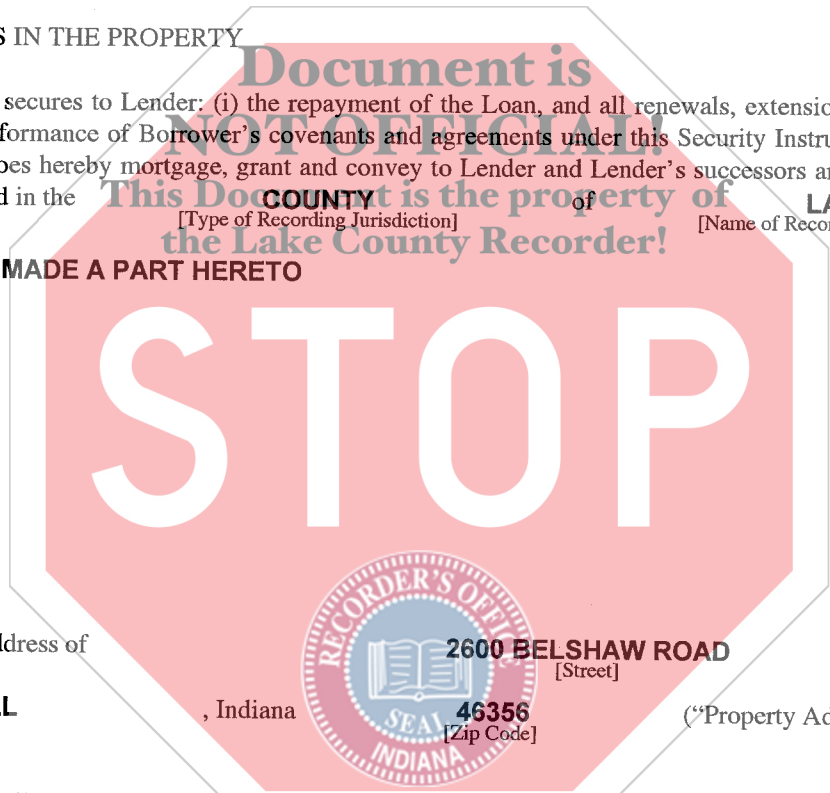 S IN THE PROPERTY
Document is
secures to Lender: (i) the repayment of the Loan, and all renewals, extensio
formance of Borrower's covenants and agreements under this Security Instru
NOT OFFICIAL!
oes hereby mortgage, grant and convey to Lender and Lender's successors an
d in the COUNTY of LA
This Document is the property of
[Type of Recording Jurisdiction] [Name of Recor
the Lake County Recorder!
MADE A PART HERETO
STOP
RECORDER'S OFFICE
ddress of 2600 BELSHAW ROAD
[Street]
LL , Indiana 46356 ("Property Ad
SEAL
[Zip Code]
INDIANA